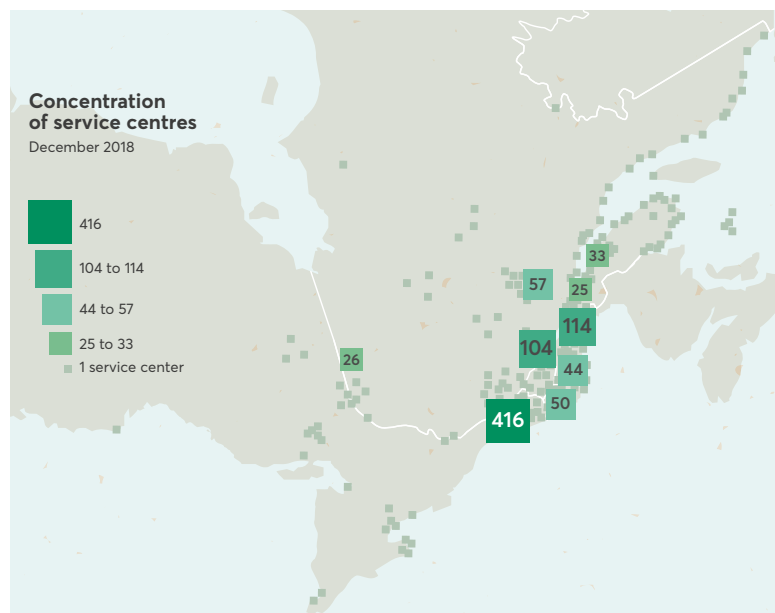 Concentration
of service centres
December 2018
416
104 to 114
44 to 57
25 to 33
1 service center
33
57
25
114
104
26
44
50
416